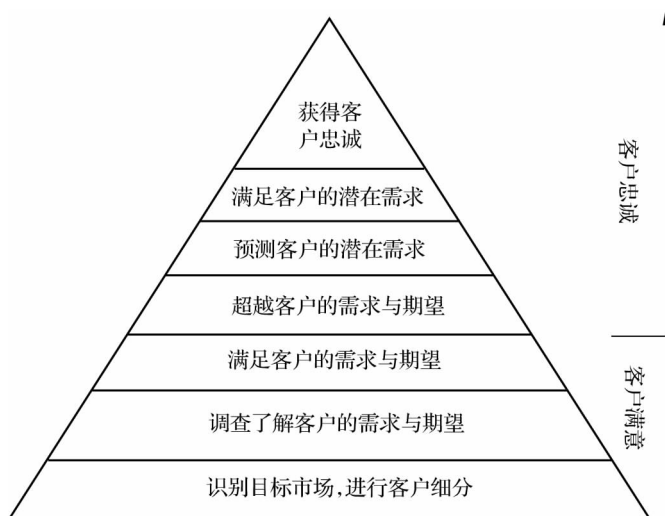 获得客
户忠诚
满足客户的潜在需求
预测客户的潜在需求
超越客户的需求与期望
满足客户的需求与期望
调查了解客户的需求与期望
识别目标市场,进行客户细分
客户忠诚
客户满意